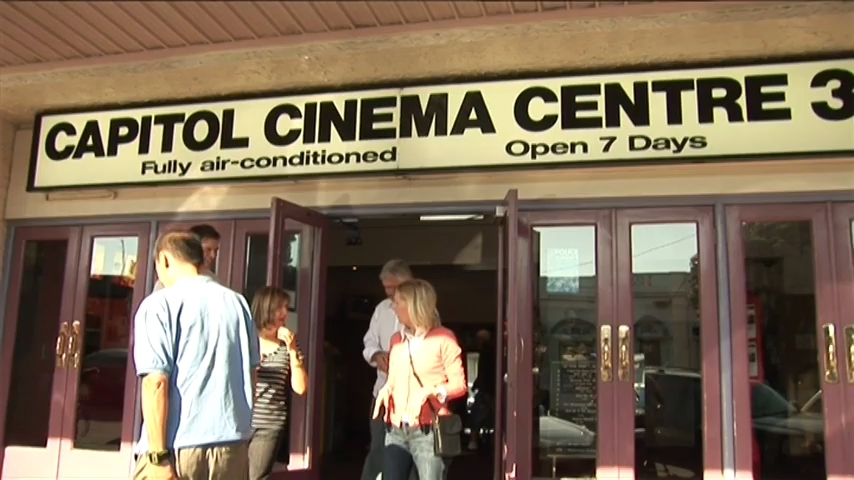 CAPITOL CINEMA CENTRE 3
Fully air-conditioned Open 7 Days